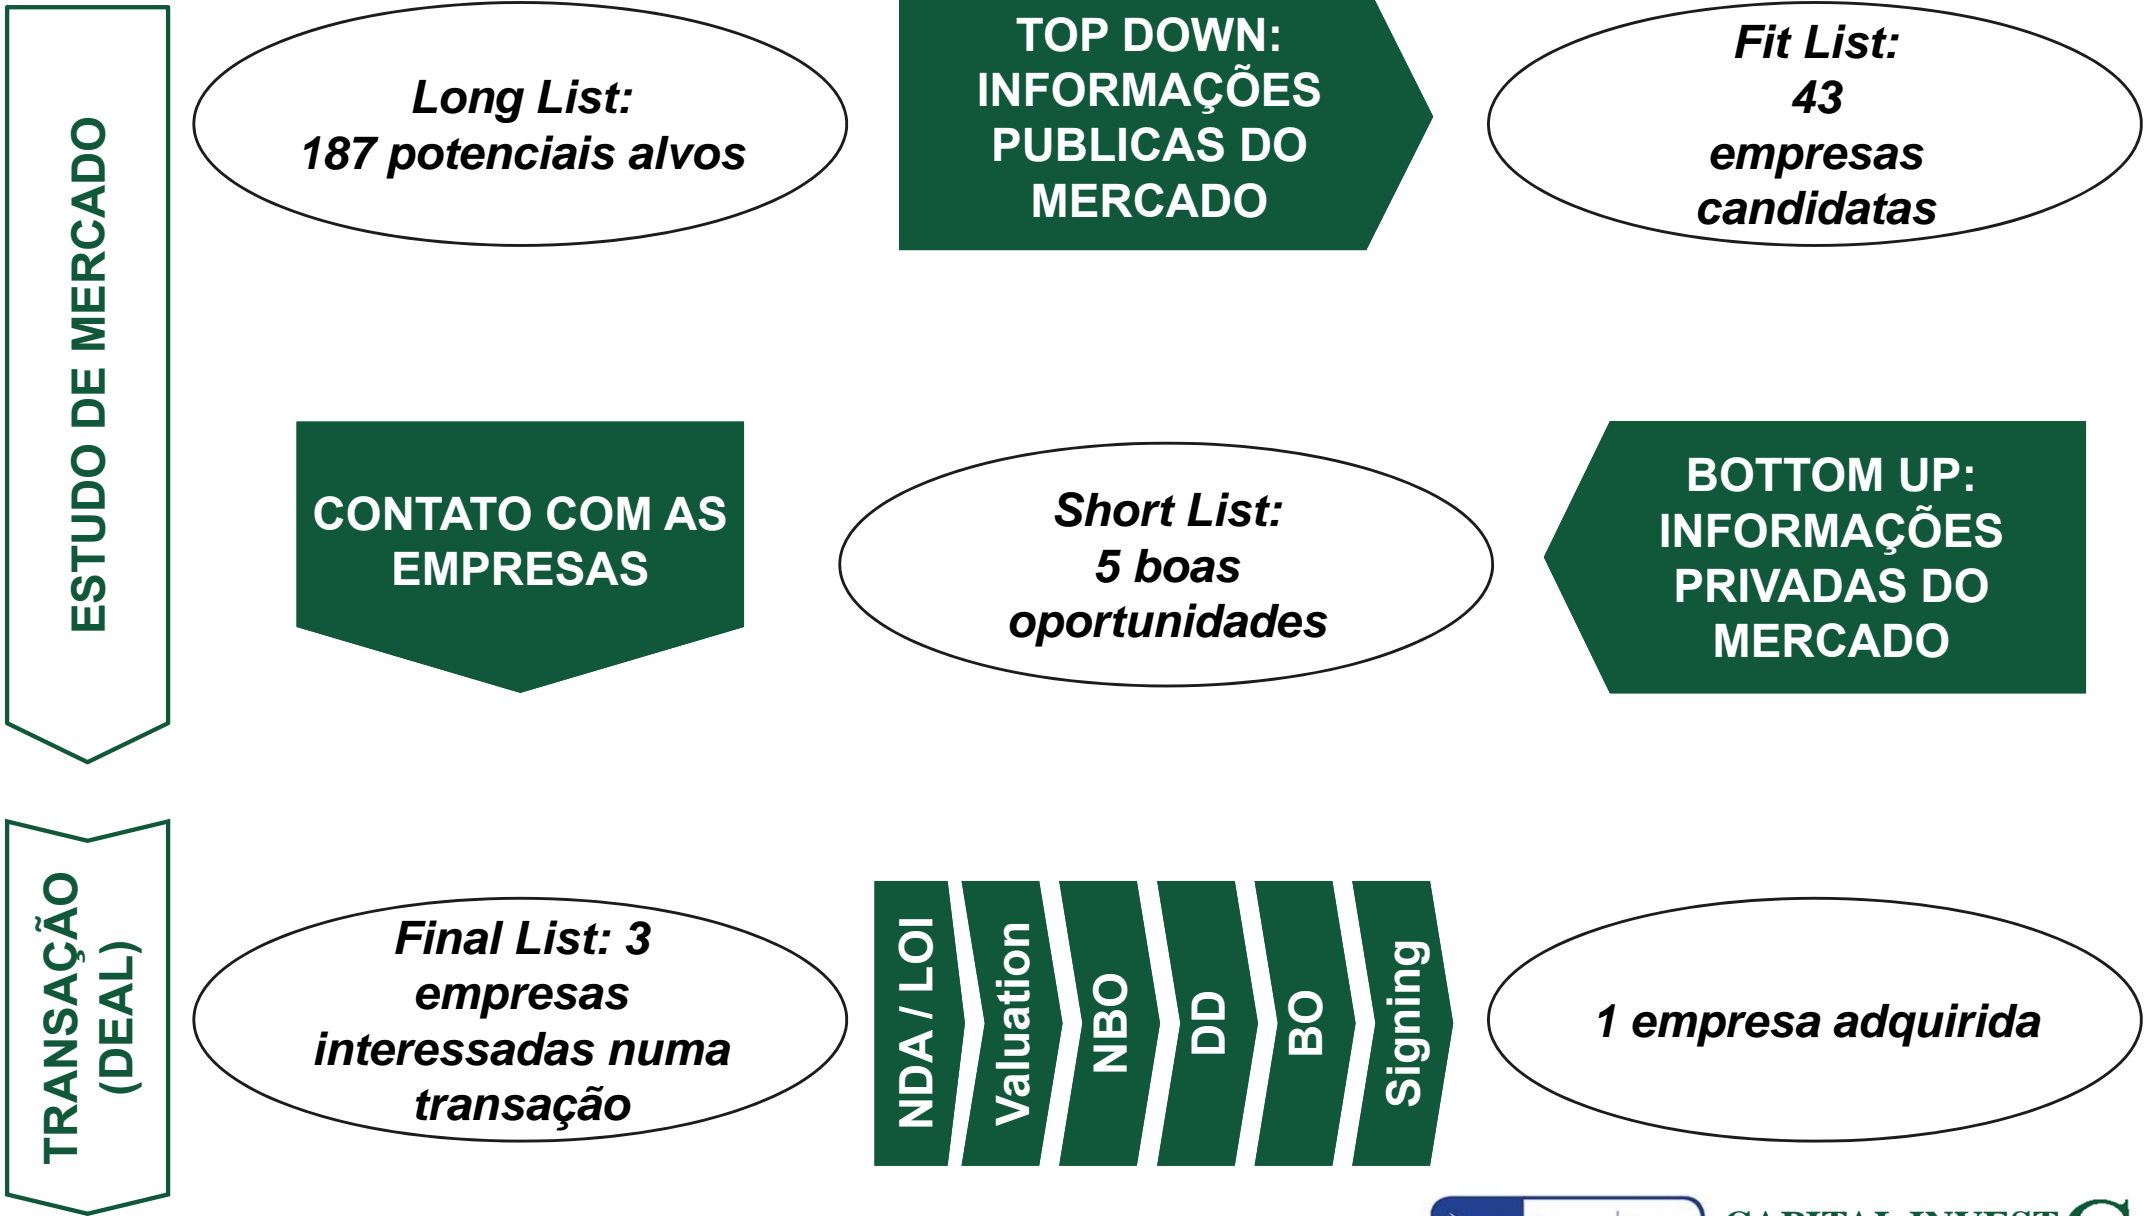 ESTUDO DE MERCADO
Long List:
187 potenciais alvos
TOP DOWN:
INFORMAÇÕES
PUBLICAS DO
MERCADO
Fit List:
43
empresas
candidatas
BOTTOM UP:
INFORMAÇÕES
PRIVADAS DO
MERCADO
Short List:
5 boas
oportunidades
CONTATO COM AS
EMPRESAS
TRANSAÇÃO
(DEAL)
Final List: 3
empresas
interessadas numa
transação
NDA / LOI
Valuation
NBO
DD
BO
Signing
1 empresa adquirida
CAPITAL INVEST